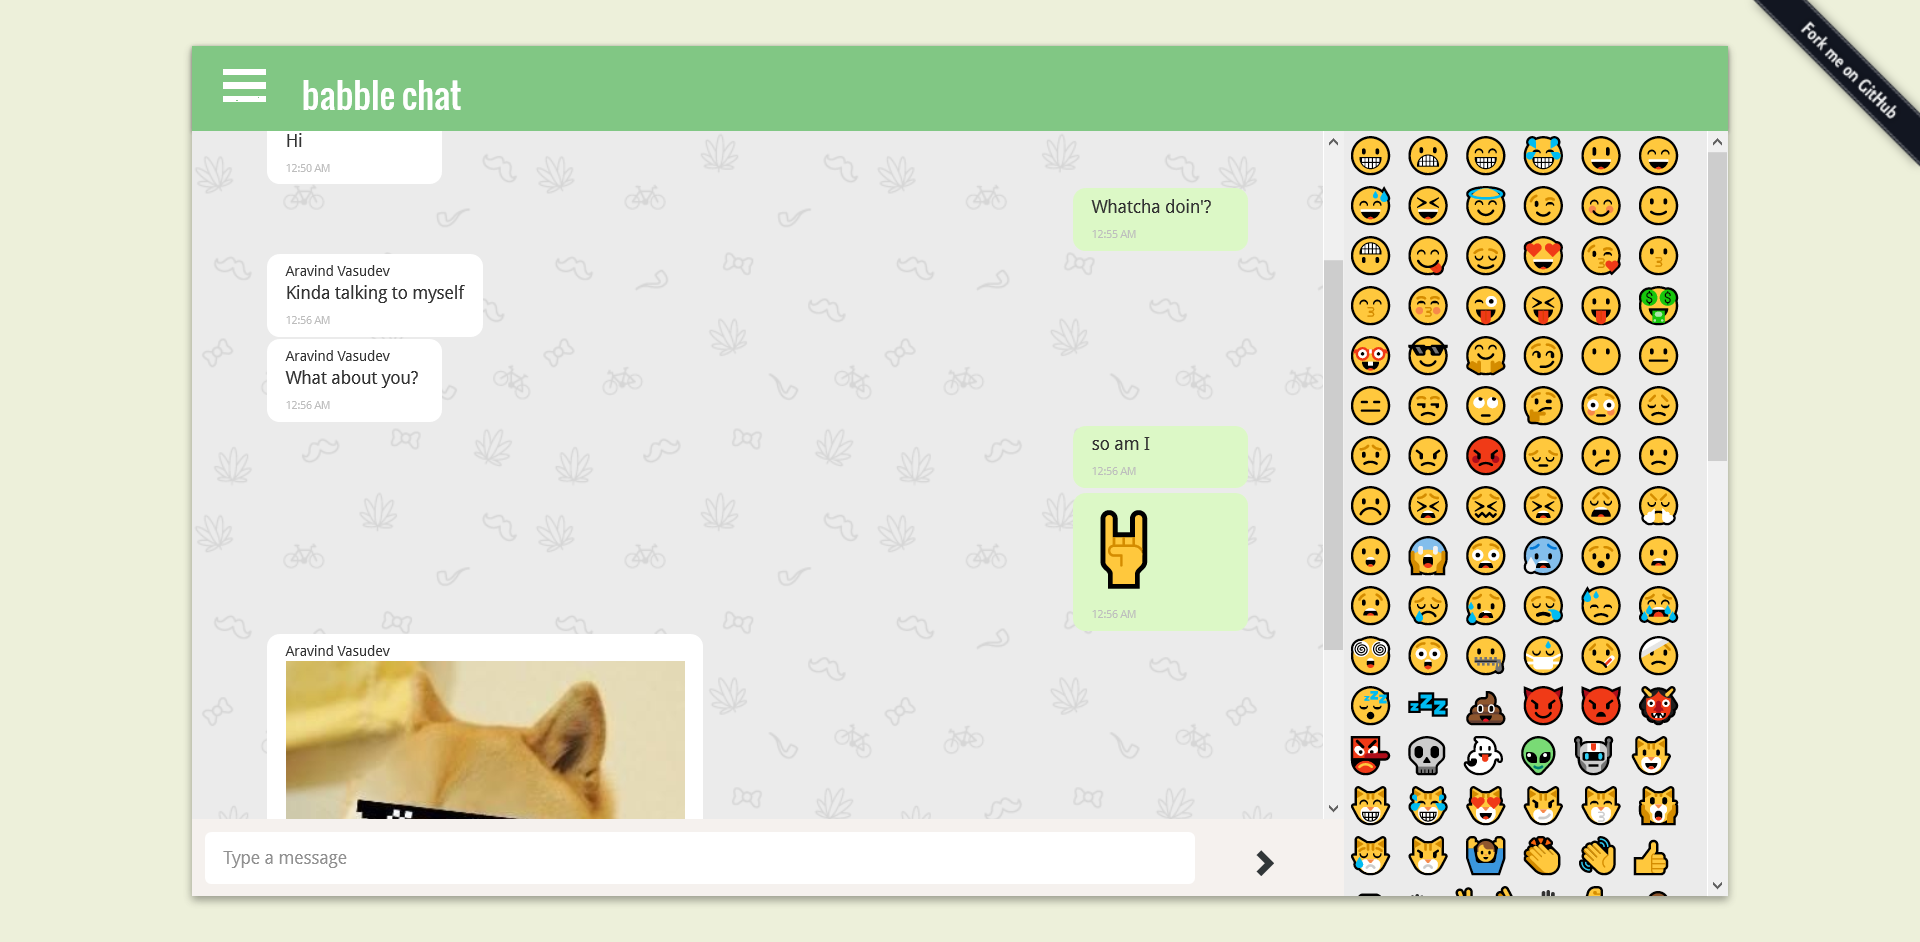 Fork me on GitHub
babble chat
Hi
12:50 AM
Whatcha doin'?
12:55 AM
Aravind Vasudev
Kinda talking to myself
12:56 AM
Aravind Vasudev
What about you?
12:56 AM
so am I
12:56 AM
12:56 AM
Aravind Vasudev
Type a message